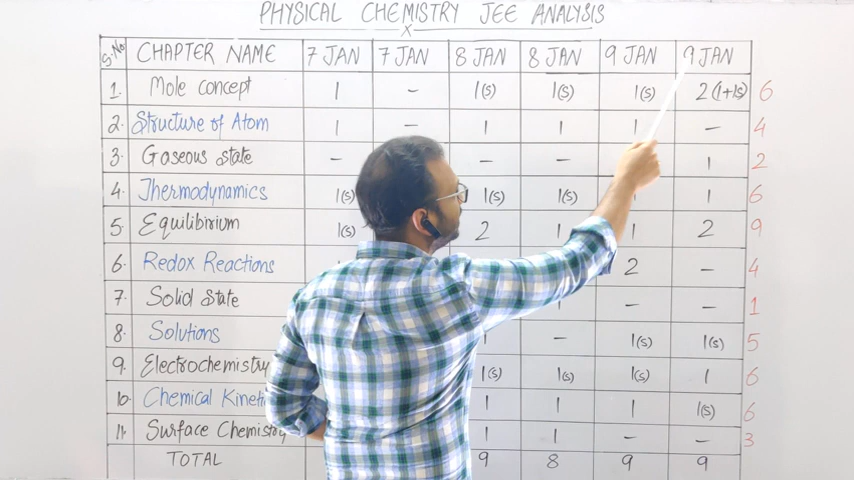 PHYSICAL CHEMISTRY JEE ANALYSIS
X
S.No CHAPTER NAME 7 JAN 7 JAN 8 JAN 8 JAN 9 JAN 9 JAN
1. Mole concept 1 - 1(S) 1(S) 1(S) 2(1+1S) 6
2. Structure of Atom 1 - 1 1 1 - 4
3. Gaseous state - - - 1 2
4. Thermodynamics 1(S) 1(S) 1(S) 1 1 6
5. Equilibirium 1(S) 2 1 1 2 9
6. Redox Reactions 2 - 4
7. Solid State - - 1
8. Solutions - 1(S) 1(S) 5
9. Electrochemistry 1(S) 1(S) 1(S) 1 6
10. Chemical 1 1 1 1(S) 6
11. Surface Chemistry 1 1 - - 3
TOTAL 9 8 9 9